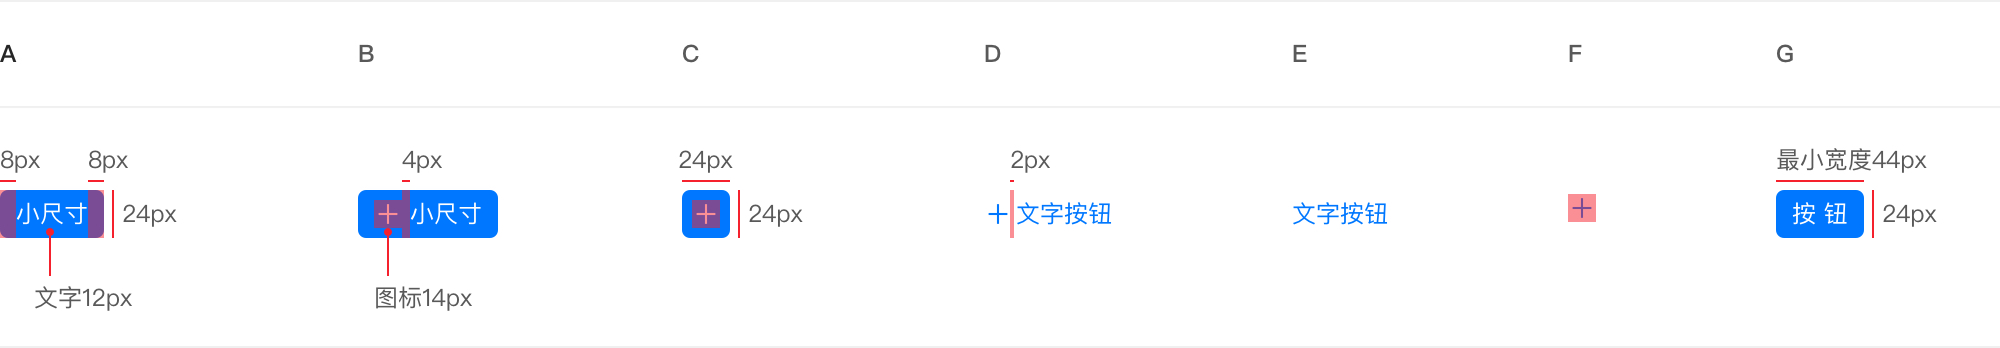 A B C D E F G
8px 8px 4px 24px 2px 最小宽度44px
小尺寸 24px 小尺寸 24px 文字按钮 文字按钮 按 钮 24px
文字12px 图标14px